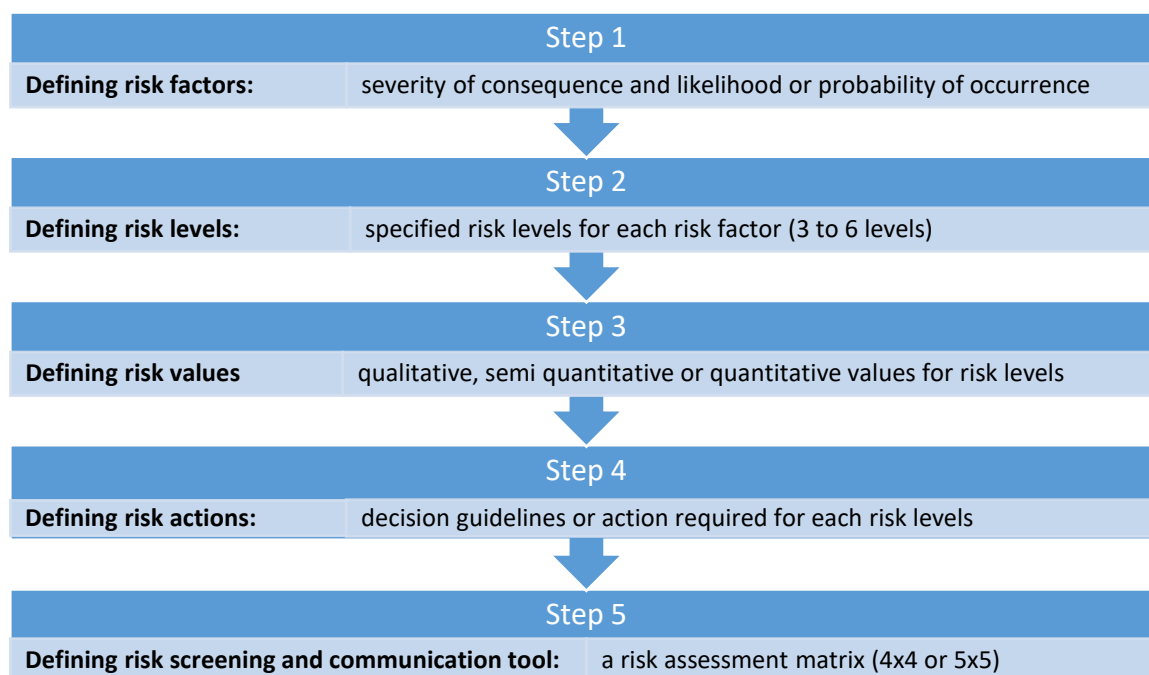 Step 1
Defining risk factors: severity of consequence and likelihood or probability of occurrence
Step 2
Defining risk levels: specified risk levels for each risk factor (3 to 6 levels)
Step 3
Defining risk values qualitative, semi quantitative or quantitative values for risk levels
Step 4
Defining risk actions: decision guidelines or action required for each risk levels
Step 5
Defining risk screening and communication tool: a risk assessment matrix (4x4 or 5x5)